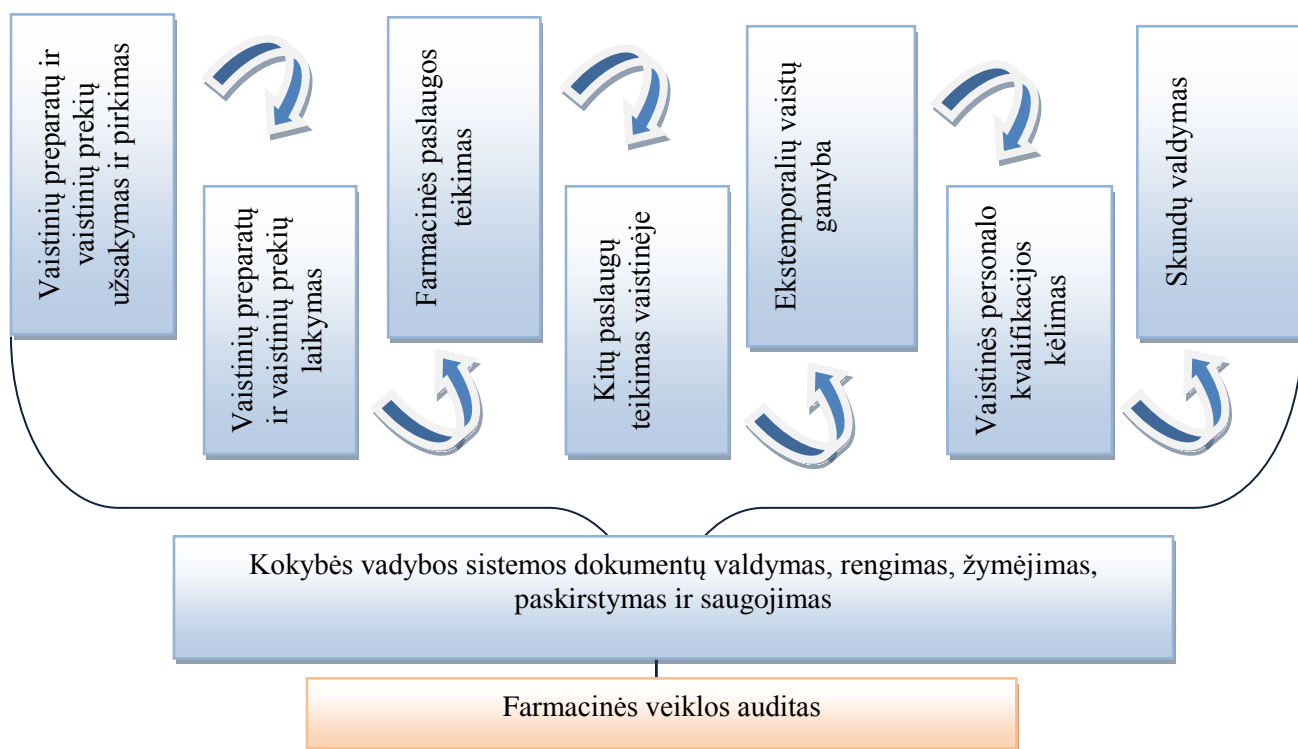 Vaistinių preparatų ir
vaistinių prekių
užsakymas ir pirkimas
Vaistinių preparatų
ir vaistinių prekių
laikymas
Farmacinės paslaugos
teikimas
Kitų paslaugų
teikimas vaistinėje
Ekstemporalių vaistų
gamyba
Vaistinės personalo
kvalifikacijos
kėlimas
Skundų valdymas
Kokybės vadybos sistemos dokumentų valdymas, rengimas, žymėjimas,
paskirstymas ir saugojimas
Farmacinės veiklos auditas